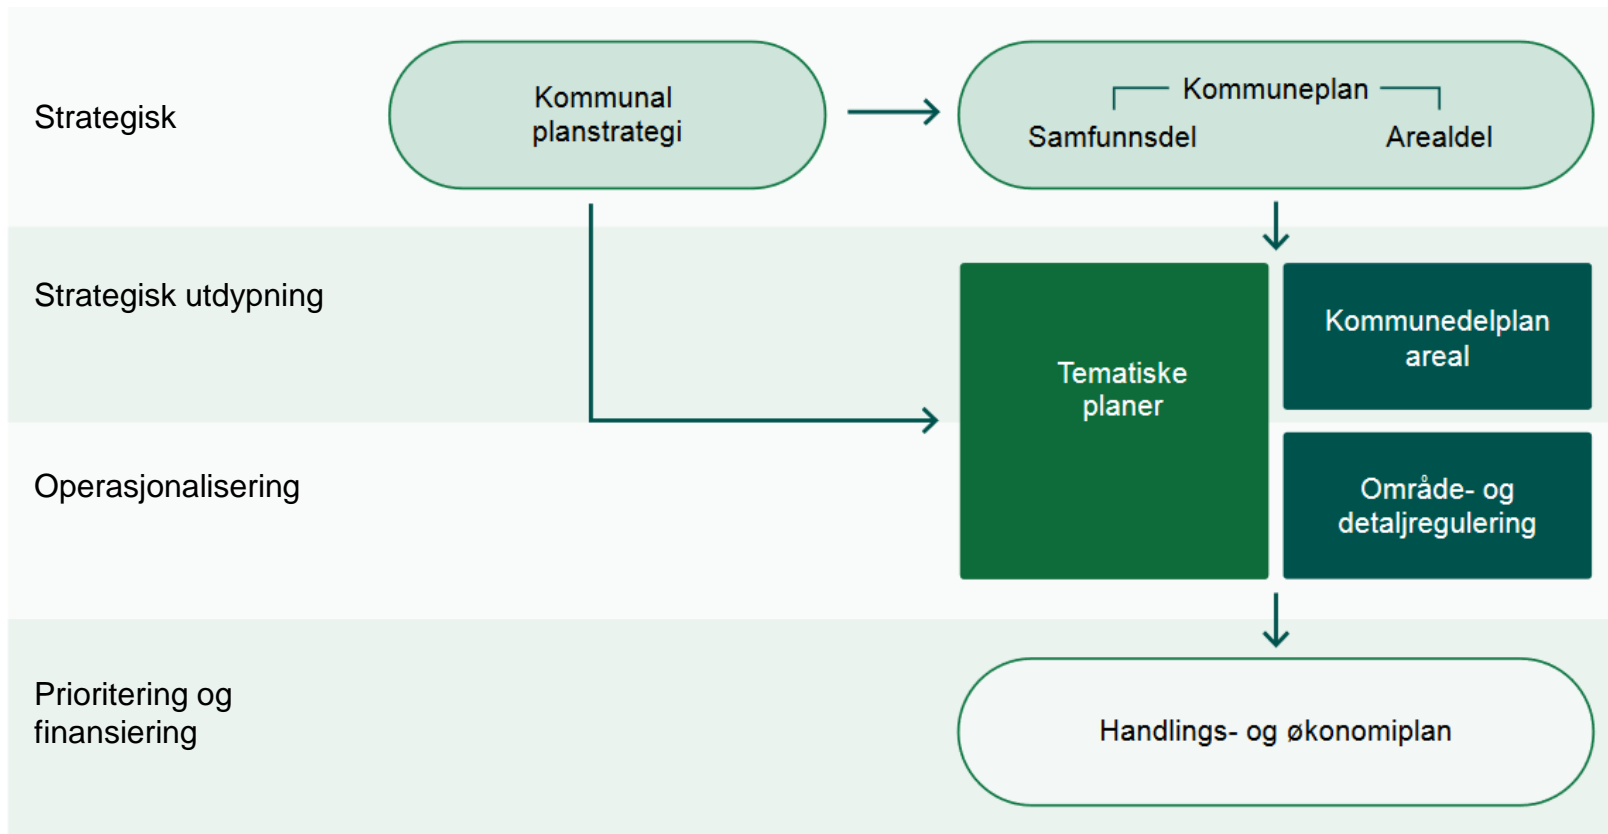 Strategisk
Kommunal
planstrategi
Kommuneplan
Samfunnsdel
Arealdel
Strategisk utdypning
Tematiske
planer
Kommunedelplan
areal
Operasjonalisering
Område- og
detaljregulering
Prioritering og
finansiering
Handlings- og økonomiplan